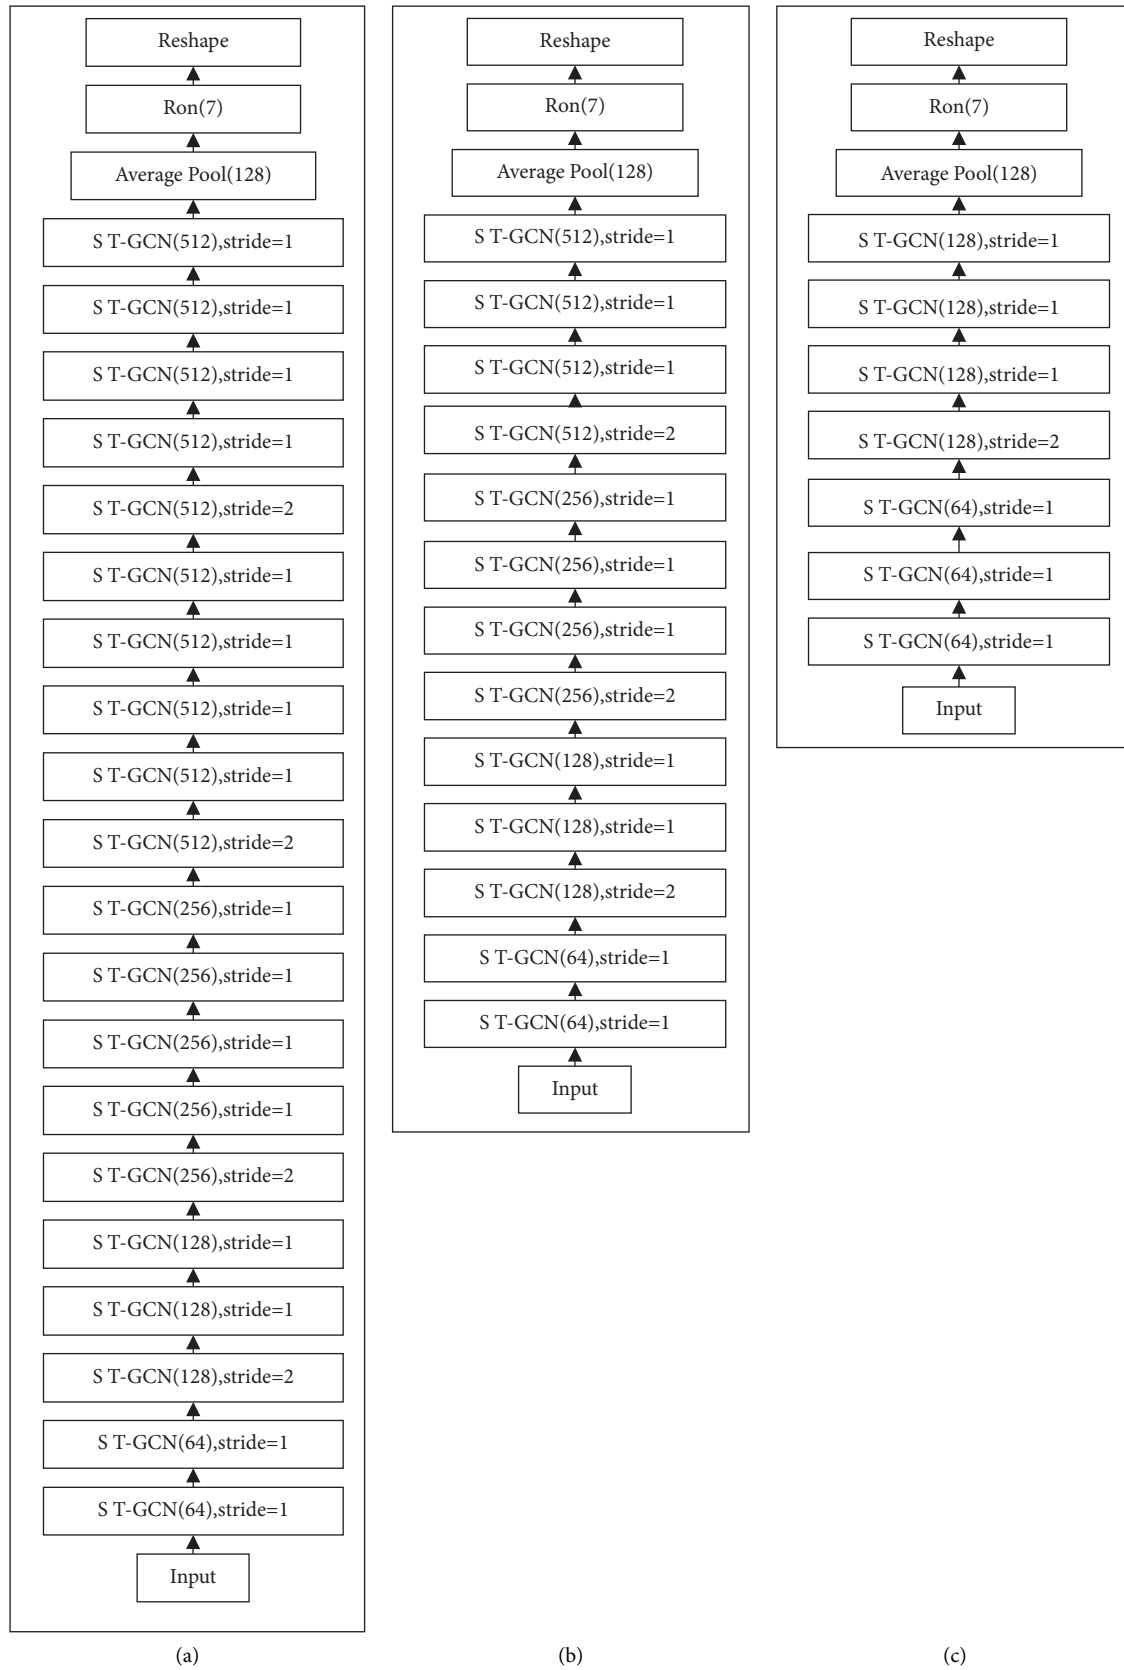 Reshape
Ron(7)
Average Pool(128)
S T-GCN(512),stride=1
S T-GCN(512),stride=1
S T-GCN(512),stride=1
S T-GCN(512),stride=1
S T-GCN(512),stride=2
S T-GCN(512),stride=1
S T-GCN(512),stride=1
S T-GCN(512),stride=1
S T-GCN(512),stride=1
S T-GCN(512),stride=2
S T-GCN(256),stride=1
S T-GCN(256),stride=1
S T-GCN(256),stride=1
S T-GCN(256),stride=1
S T-GCN(256),stride=2
S T-GCN(128),stride=1
S T-GCN(128),stride=1
S T-GCN(128),stride=2
S T-GCN(64),stride=1
S T-GCN(64),stride=1
Input
(a)
Reshape
Ron(7)
Average Pool(128)
S T-GCN(512),stride=1
S T-GCN(512),stride=1
S T-GCN(512),stride=1
S T-GCN(512),stride=2
S T-GCN(256),stride=1
S T-GCN(256),stride=1
S T-GCN(256),stride=1
S T-GCN(256),stride=2
S T-GCN(128),stride=1
S T-GCN(128),stride=1
S T-GCN(128),stride=2
S T-GCN(64),stride=1
S T-GCN(64),stride=1
Input
(b)
Reshape
Ron(7)
Average Pool(128)
S T-GCN(128),stride=1
S T-GCN(128),stride=1
S T-GCN(128),stride=1
S T-GCN(128),stride=2
S T-GCN(64),stride=1
S T-GCN(64),stride=1
S T-GCN(64),stride=1
Input
(c)